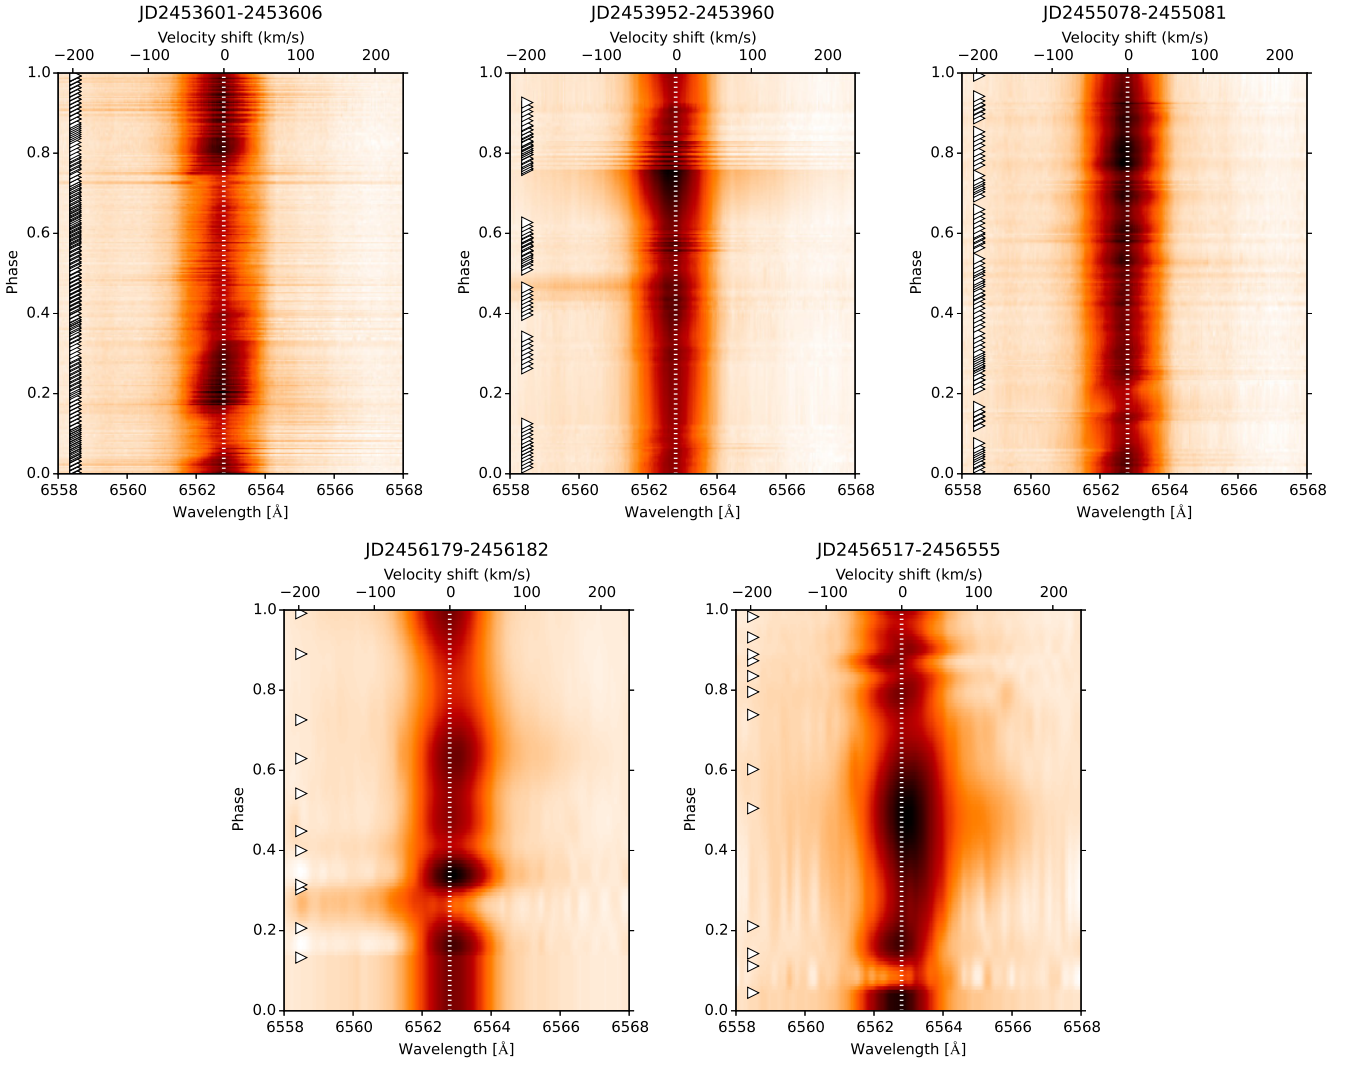 JD2453601-2453606 JD2453952-2453960 JD2455078-2455081
Velocity shift (km/s) Velocity shift (km/s) Velocity shift (km/s)
−200 −100 0 100 200 −200 −100 0 100 200 −200 −100 0 100 200
1.0 1.0 1.0
0.8 0.8 0.8
0.6 0.6 0.6
Phase Phase Phase
0.4 0.4 0.4
0.2 0.2 0.2
0.0 0.0 0.0
6558 6560 6562 6564 6566 6568 6558 6560 6562 6564 6566 6568 6558 6560 6562 6564 6566 6568
Wavelength [Å] Wavelength [Å] Wavelength [Å]
JD2456179-2456182 JD2456517-2456555
Velocity shift (km/s) Velocity shift (km/s)
−200 −100 0 100 200 −200 −100 0 100 200
1.0 1.0
0.8 0.8
0.6 0.6
Phase Phase
0.4 0.4
0.2 0.2
0.0 0.0
6558 6560 6562 6564 6566 6568 6558 6560 6562 6564 6566 6568
Wavelength [Å] Wavelength [Å]